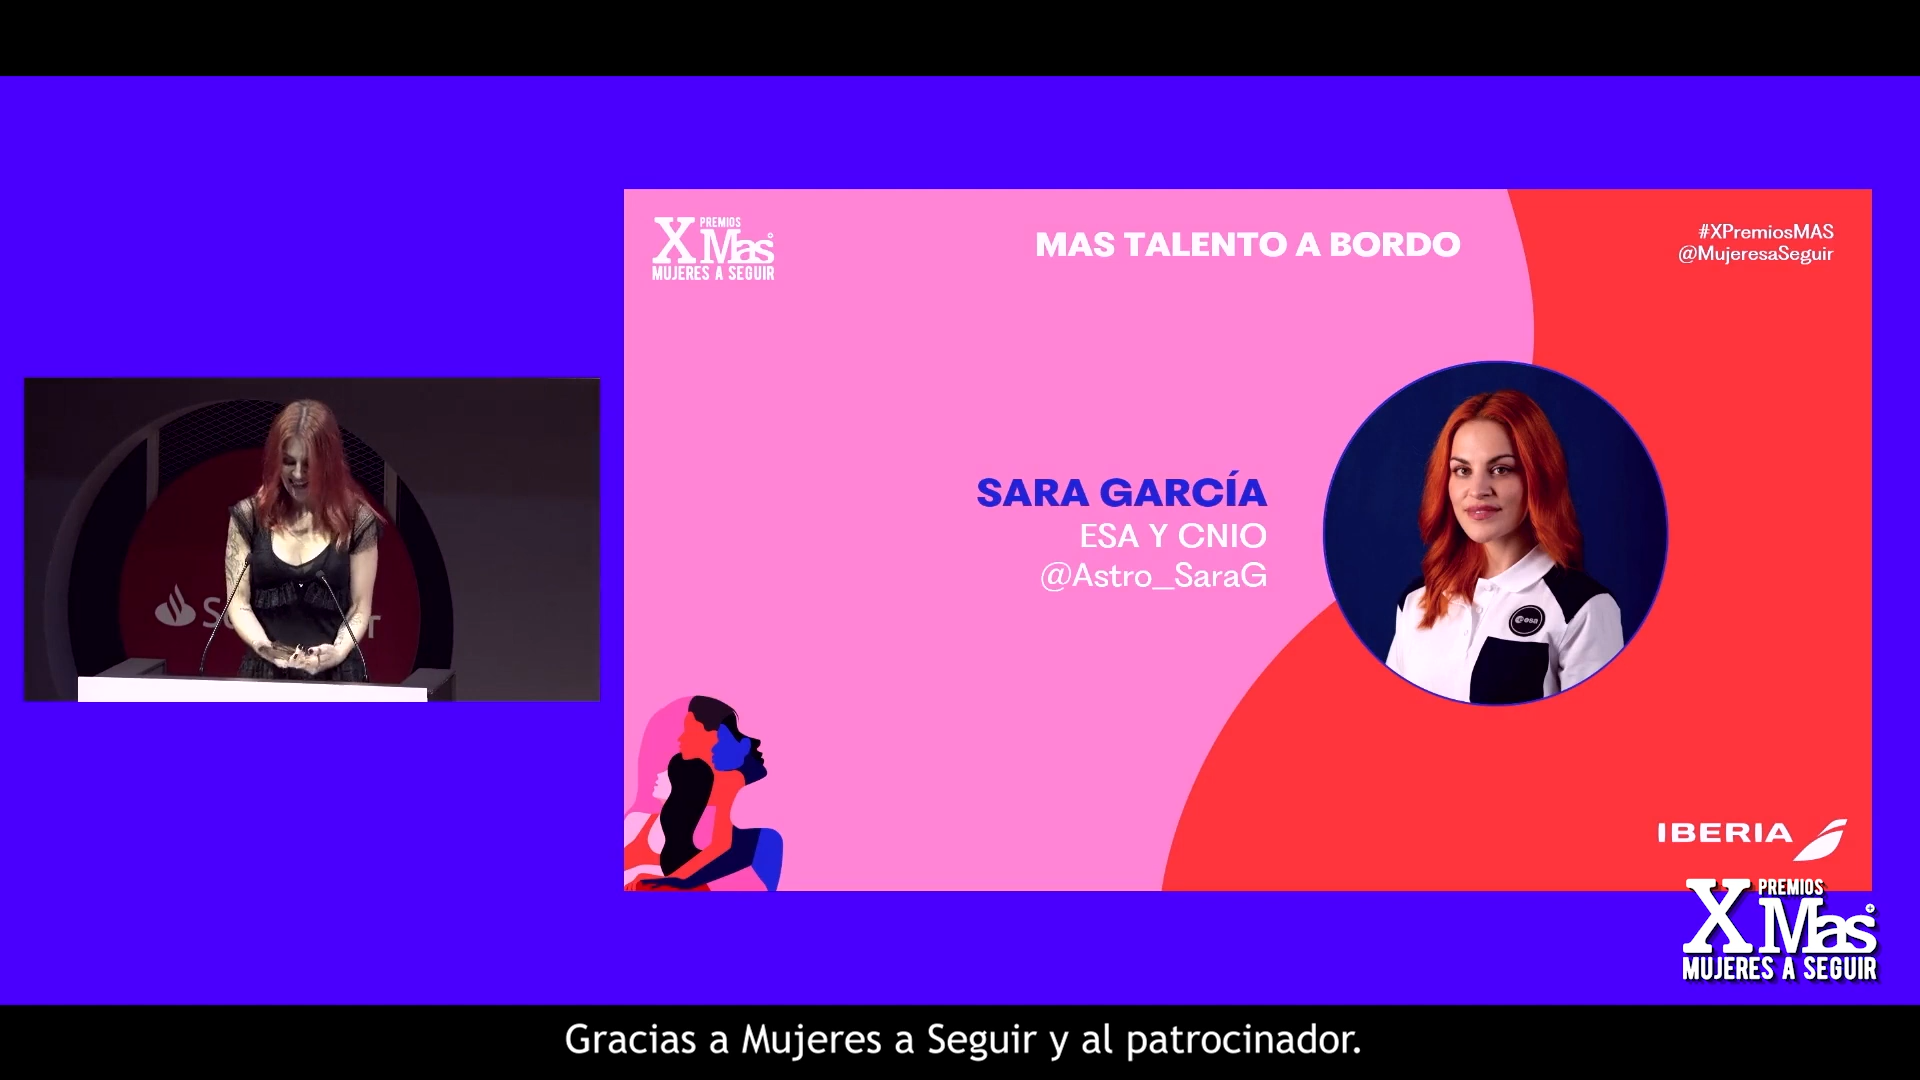 X PREMIOS
Mas
MUJERES A SEGUIR
MAS TALENTO A BORDO
#XPremiosMAS
@MujeresaSeguir
SARA GARCÍA
ESA Y CNIO
@Astro_SaraG
esa
IBERIA
X PREMIOS
Mas
MUJERES A SEGUIR
Gracias a Mujeres a Seguir y al patrocinador.